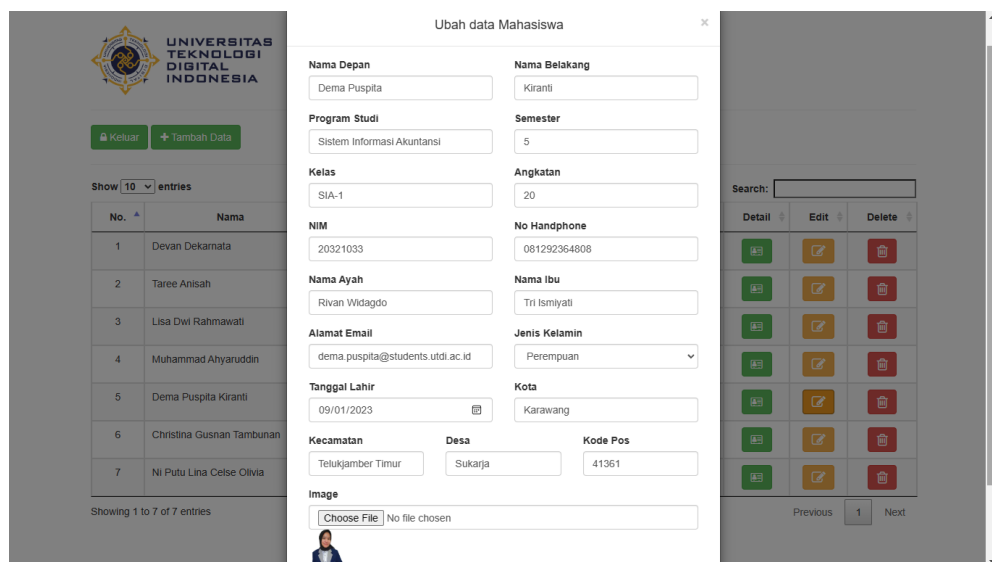 Ubah data Mahasiswa ×
UNIVERSITAS
TEKNOLOGI
DIGITAL
INDONESIA
Keluar
Tambah Data
Show 10 entries
Search:
No. Nama Detail Edit Delete
1 Devan Dekarnata
2 Taree Anisah
3 Lisa Dwi Rahmawati
4 Muhammad Ahyaruddin
5 Dema Puspita Kiranti
6 Christina Gusnan Tambunan
7 Ni Putu Lina Celse Olivia
Showing 1 to 7 of 7 entries
Previous 1 Next
Nama Depan Nama Belakang
Dema Puspita Kiranti
Program Studi Semester
Sistem Informasi Akuntansi 5
Kelas Angkatan
SIA-1 20
NIM No Handphone
20321033 081292364808
Nama Ayah Nama Ibu
Rivan Widagdo Tri Ismiyati
Alamat Email Jenis Kelamin
dema.puspita@students.utdi.ac.id Perempuan
Tanggal Lahir Kota
09/01/2023 Karawang
Kecamatan Desa Kode Pos
Telukjamber Timur Sukarja 41361
Image
Choose File No file chosen